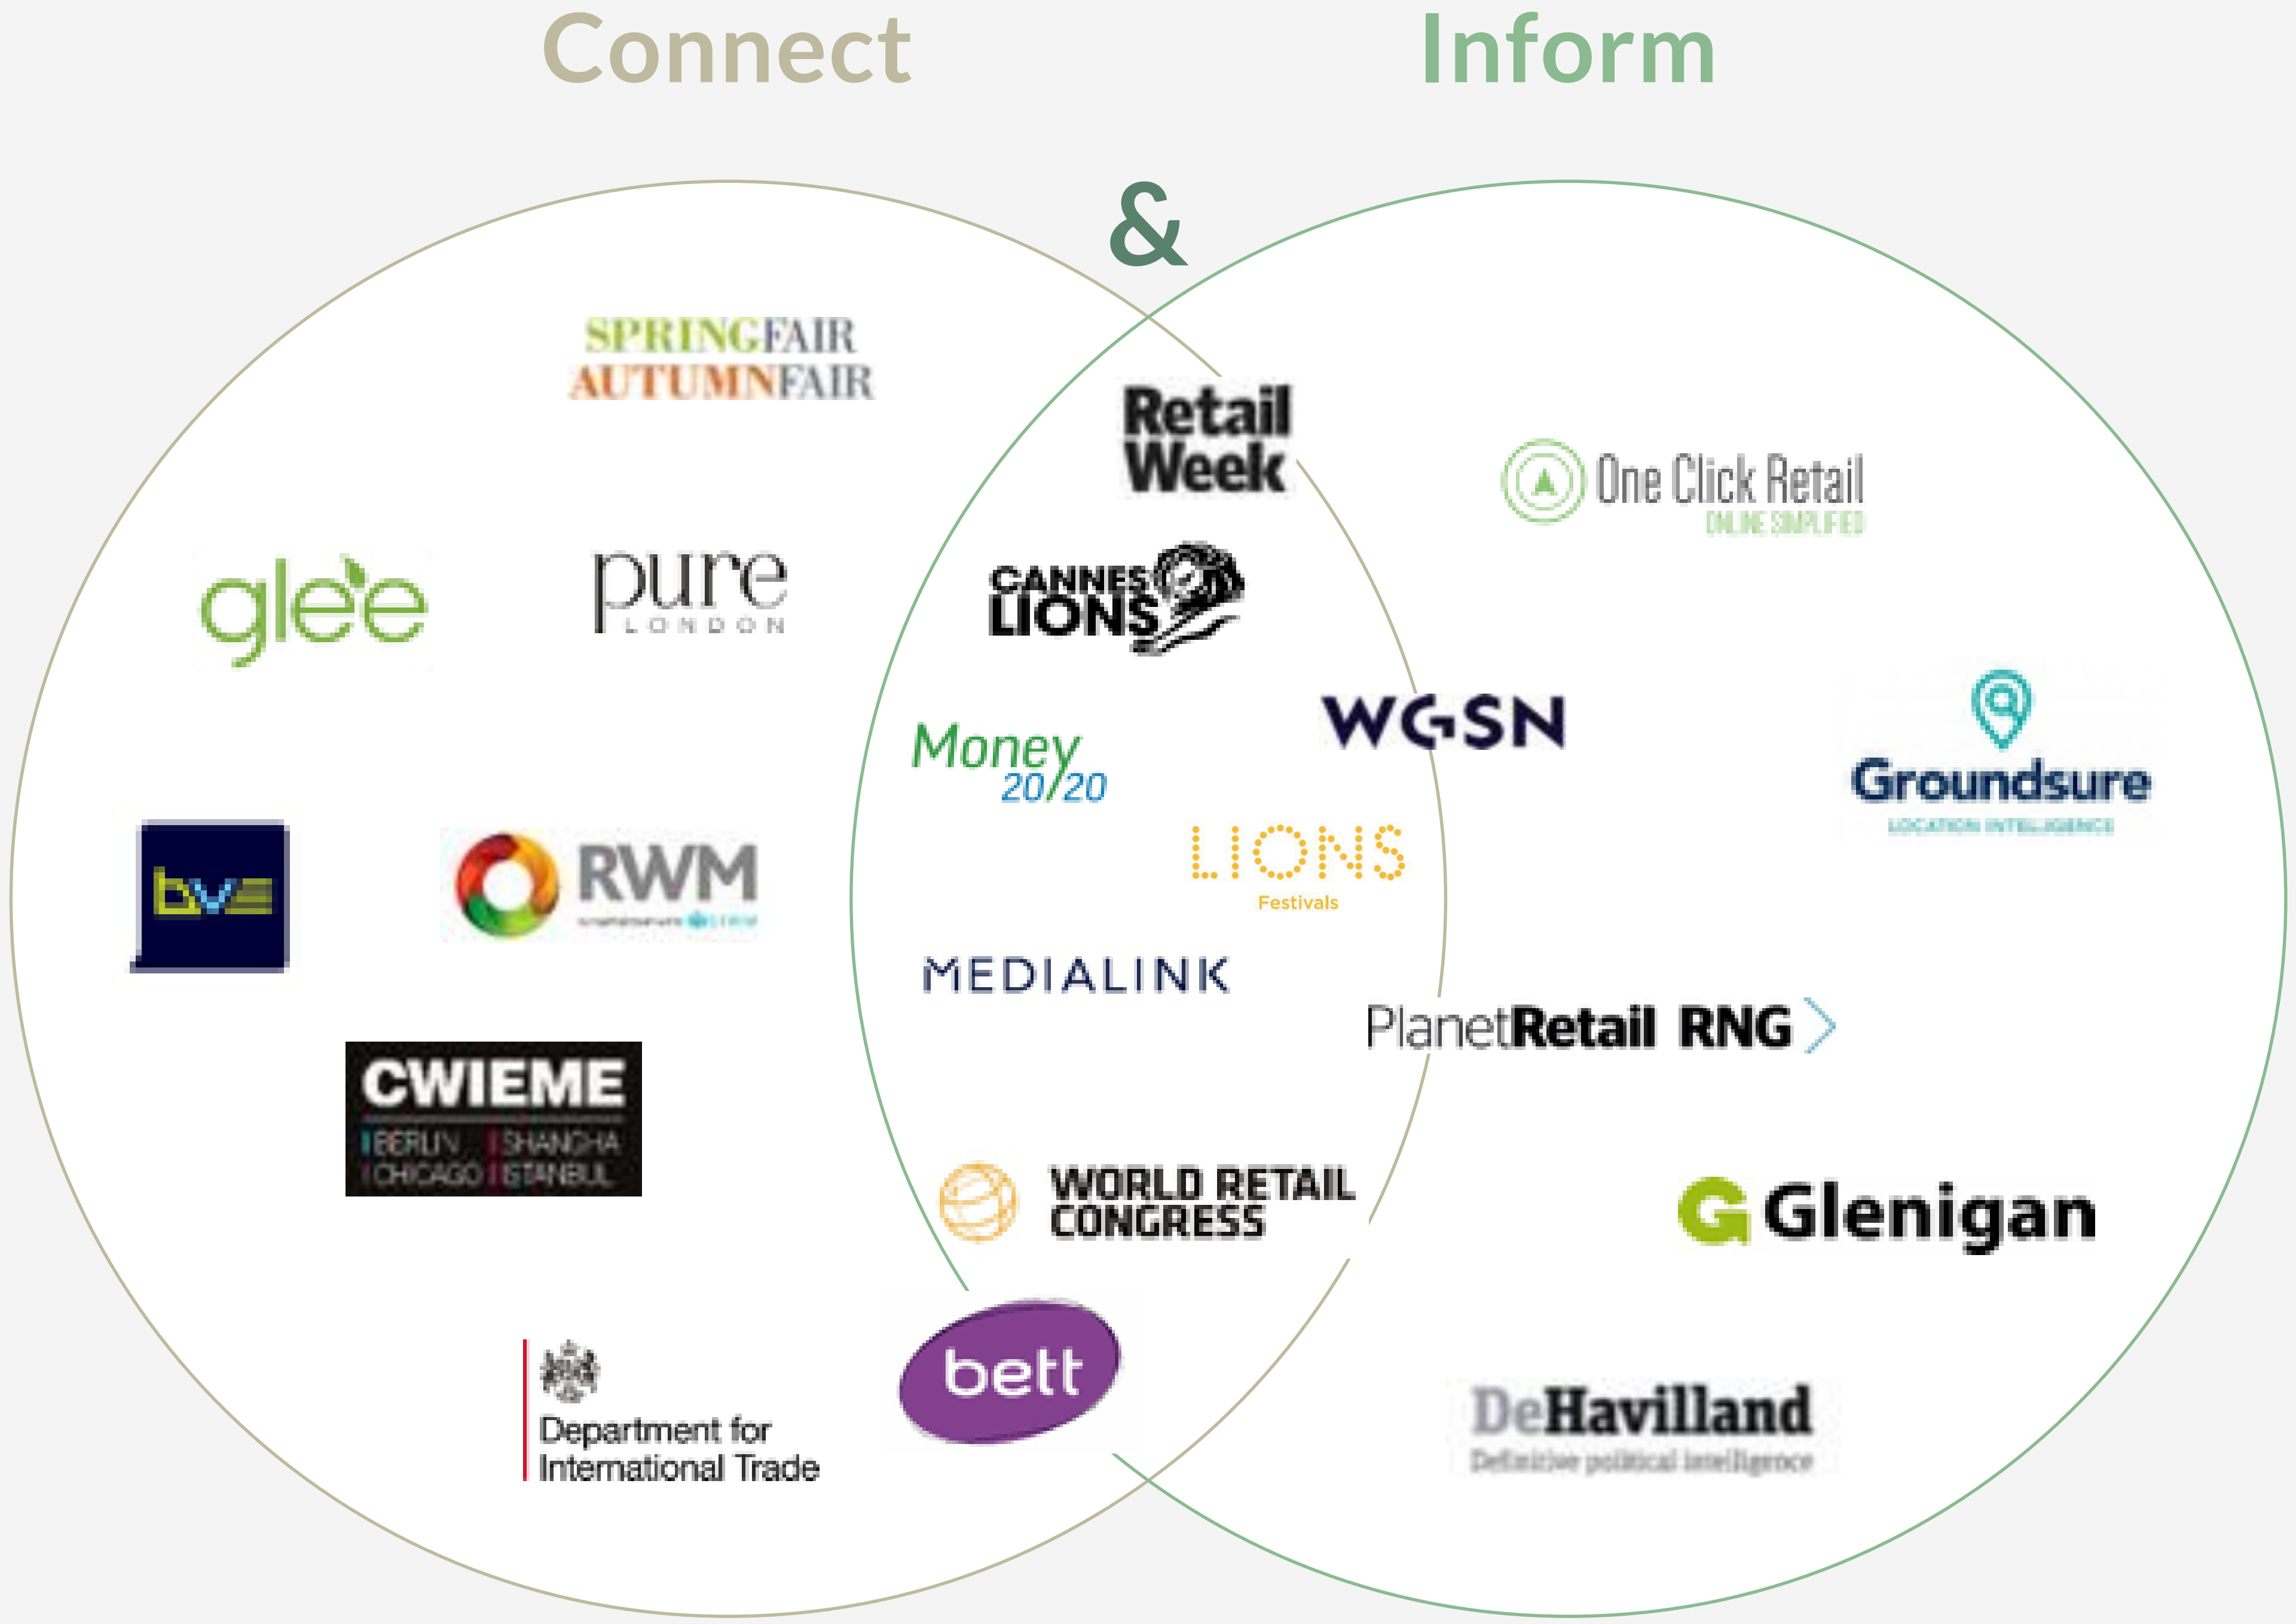 Connect
Inform
&
SPRINGFAIR
AUTUMNFAIR
Retail
Week
One Click Retail
ONLINE SIMPLIFIED
glee
pure
LONDON
CANNES
LIONS
Money
20/20
WGSN
Groundsure
LOCATION INTELLIGENCE
bve
RWM
LIONS
Festivals
MEDIALINK
PlanetRetail RNG
CWIEME
BERLIN SHANGHA
CHICAGO ISTANBUL
WORLD RETAIL
CONGRESS
Glenigan
bett
Department for
International Trade
DeHavilland
Definitive political intelligence